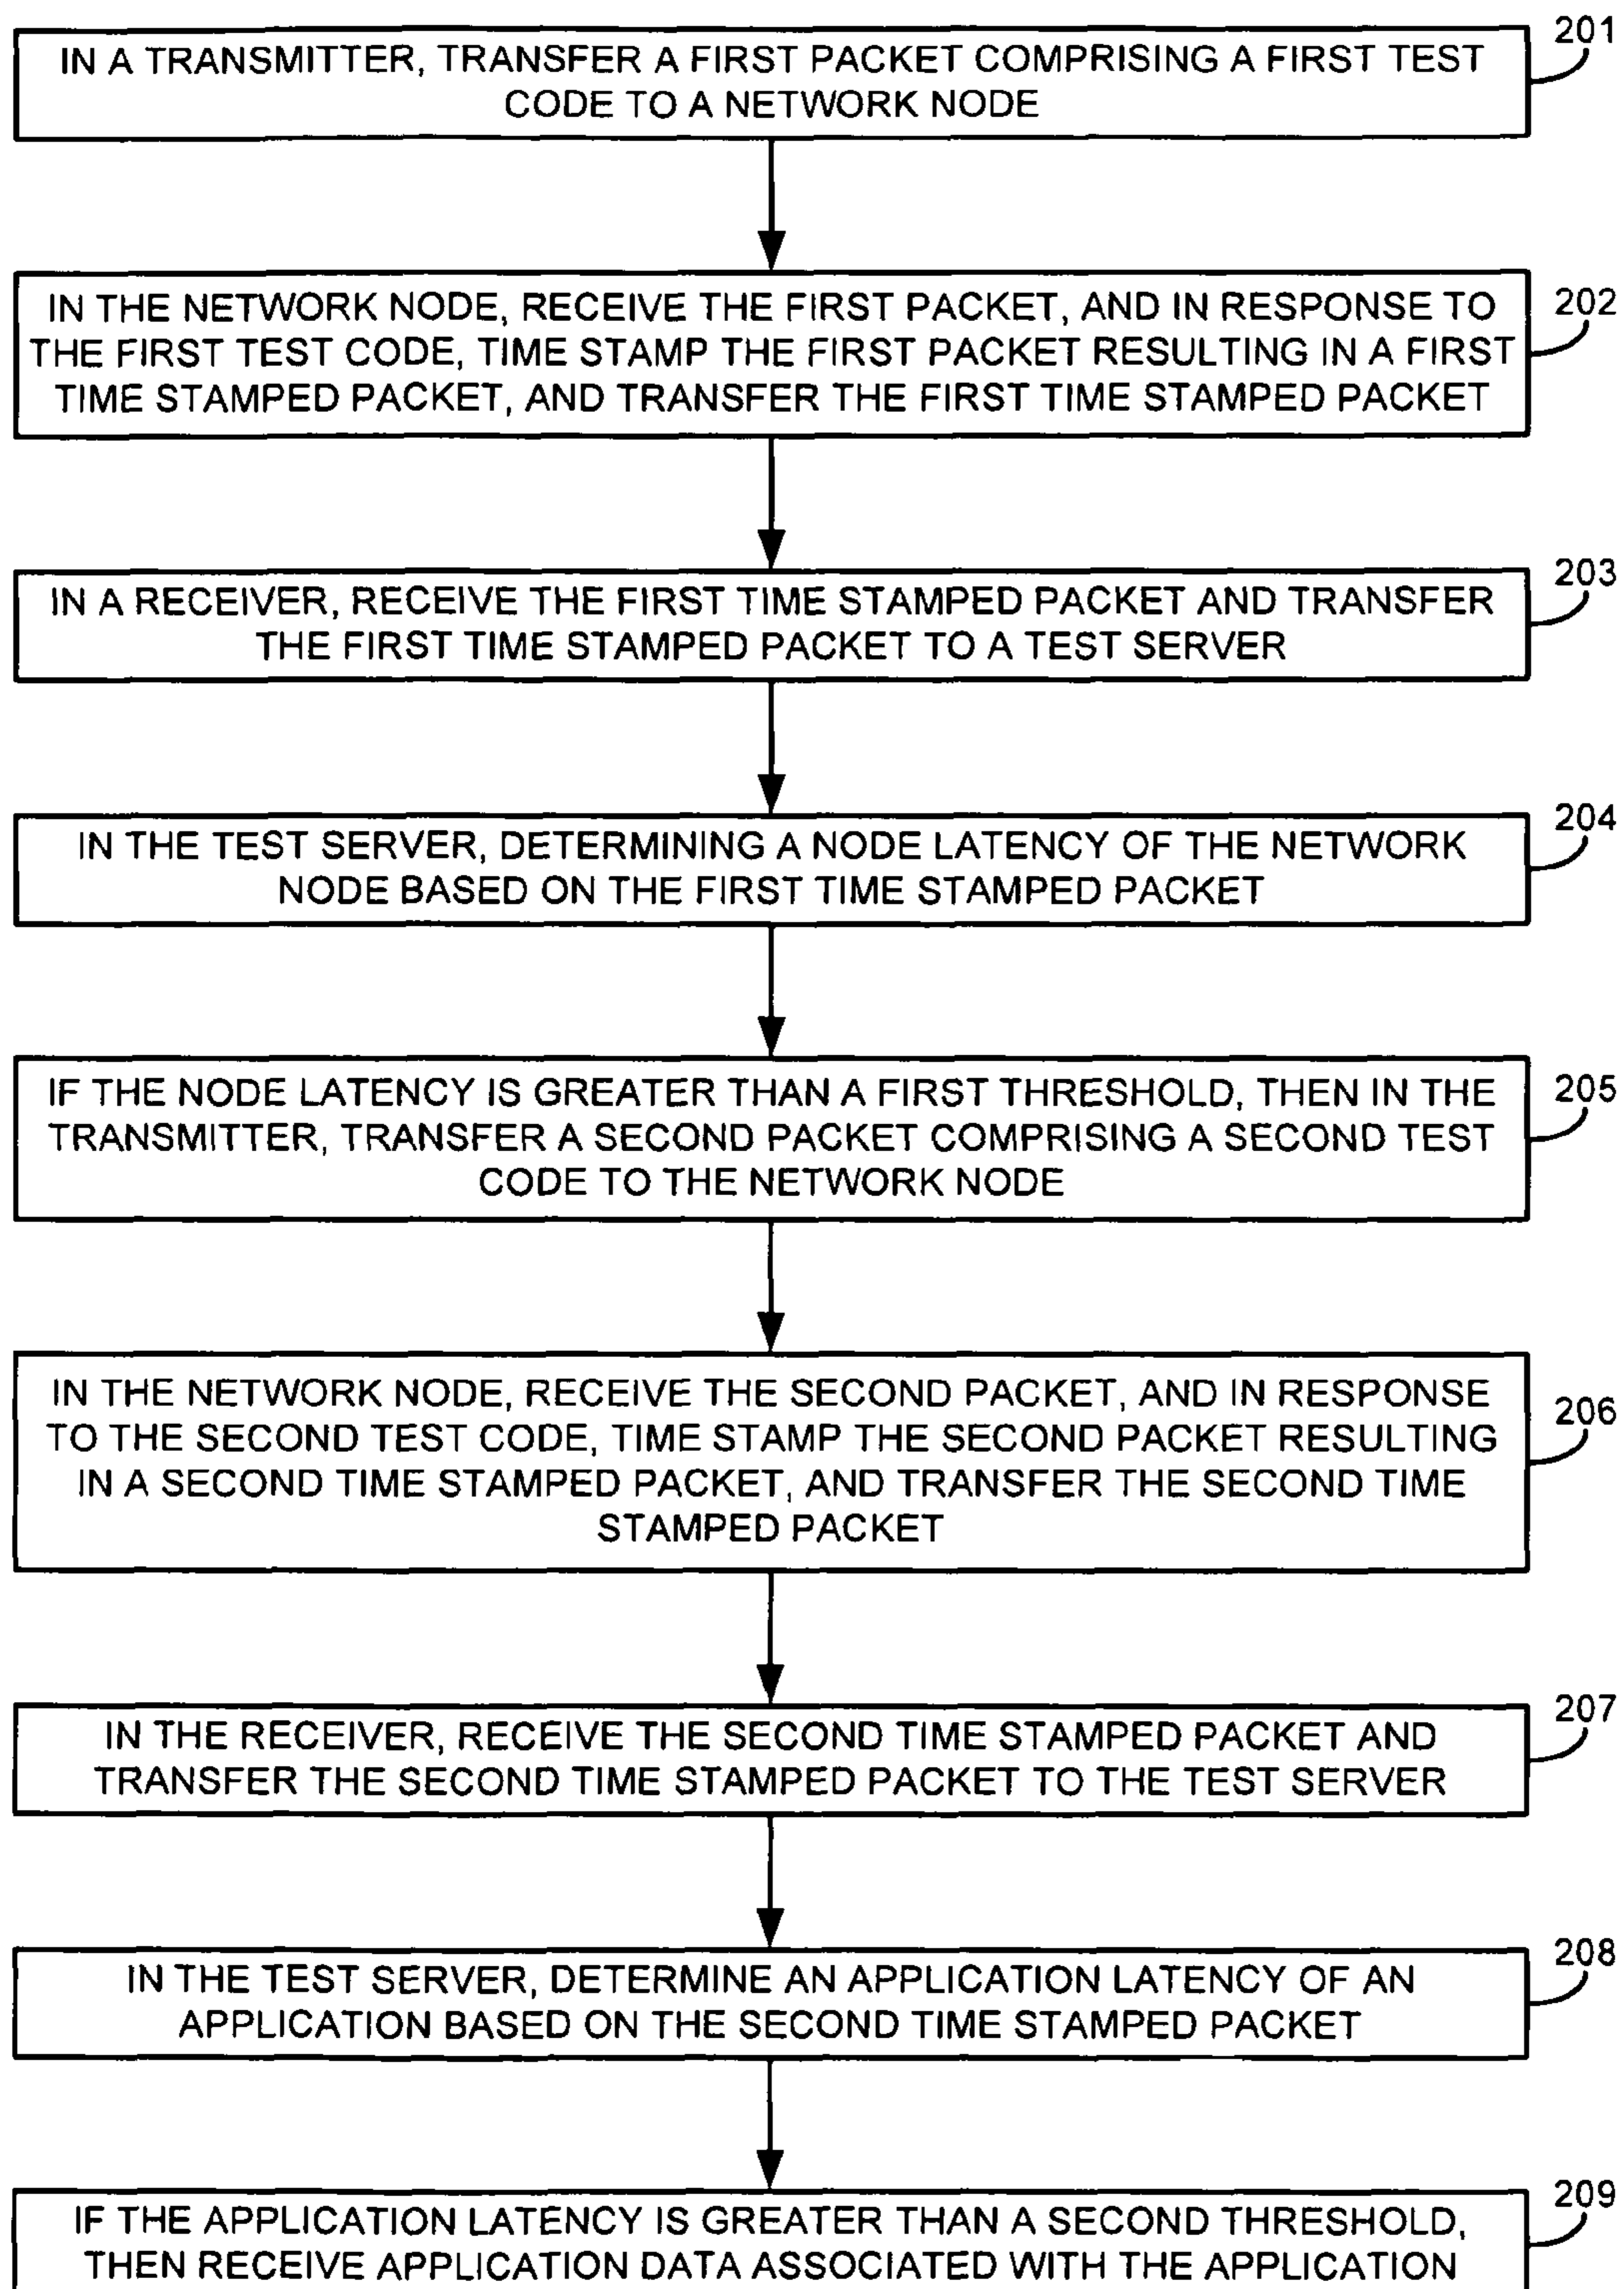 201
IN A TRANSMITTER, TRANSFER A FIRST PACKET COMPRISING A FIRST TEST
CODE TO A NETWORK NODE
202
IN THE NETWORK NODE, RECEIVE THE FIRST PACKET, AND IN RESPONSE TO
THE FIRST TEST CODE, TIME STAMP THE FIRST PACKET RESULTING IN A FIRST
TIME STAMPED PACKET, AND TRANSFER THE FIRST TIME STAMPED PACKET
203
IN A RECEIVER, RECEIVE THE FIRST TIME STAMPED PACKET AND TRANSFER
THE FIRST TIME STAMPED PACKET TO A TEST SERVER
204
IN THE TEST SERVER, DETERMINING A NODE LATENCY OF THE NETWORK
NODE BASED ON THE FIRST TIME STAMPED PACKET
205
IF THE NODE LATENCY IS GREATER THAN A FIRST THRESHOLD, THEN IN THE
TRANSMITTER, TRANSFER A SECOND PACKET COMPRISING A SECOND TEST
CODE TO THE NETWORK NODE
206
IN THE NETWORK NODE, RECEIVE THE SECOND PACKET, AND IN RESPONSE
TO THE SECOND TEST CODE, TIME STAMP THE SECOND PACKET RESULTING
IN A SECOND TIME STAMPED PACKET, AND TRANSFER THE SECOND TIME
STAMPED PACKET
207
IN THE RECEIVER, RECEIVE THE SECOND TIME STAMPED PACKET AND
TRANSFER THE SECOND TIME STAMPED PACKET TO THE TEST SERVER
208
IN THE TEST SERVER, DETERMINE AN APPLICATION LATENCY OF AN
APPLICATION BASED ON THE SECOND TIME STAMPED PACKET
209
IF THE APPLICATION LATENCY IS GREATER THAN A SECOND THRESHOLD,
THEN RECEIVE APPLICATION DATA ASSOCIATED WITH THE APPLICATION